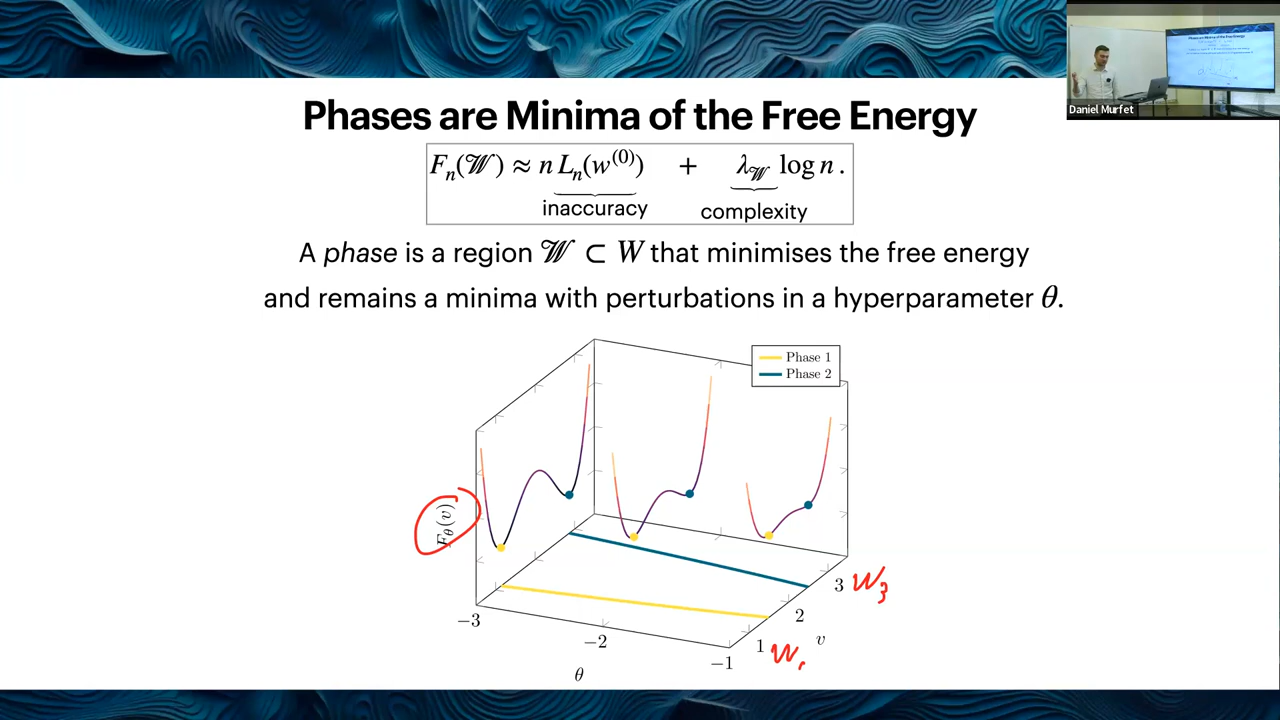 Daniel Murfet
Phases are Minima of the Free Energy
Fₙ(𝒲) ≈ n Lₙ(w⁽⁰⁾) + λ_𝒲 log n .
inaccuracy complexity
A phase is a region 𝒲 ⊂ W that minimises the free energy
and remains a minima with perturbations in a hyperparameter θ.
Phase 1
Phase 2
F_θ(v)
3 W₃
2
v
1 W₁
−3
−2
−1
θ